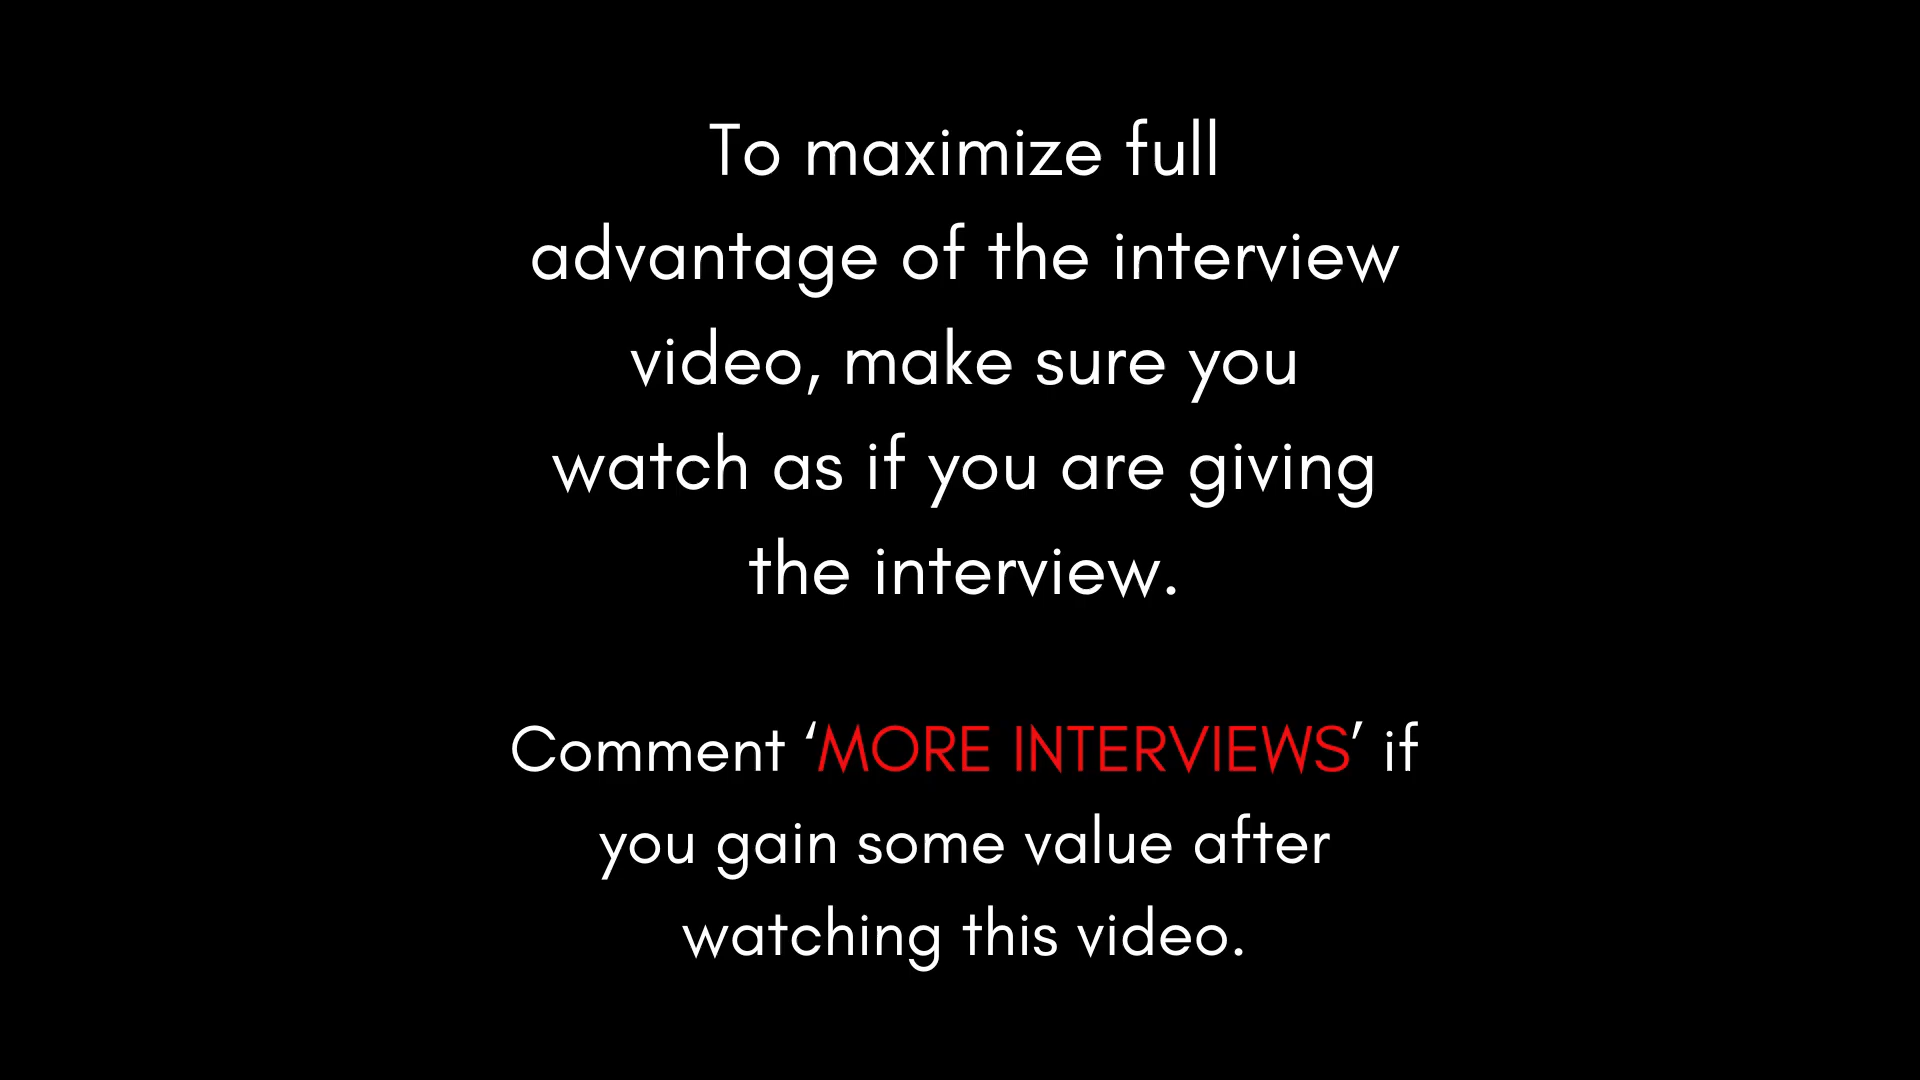 To maximize full
advantage of the interview
video, make sure you
watch as if you are giving
the interview.
Comment ‘MORE INTERVIEWS’ if
you gain some value after
watching this video.